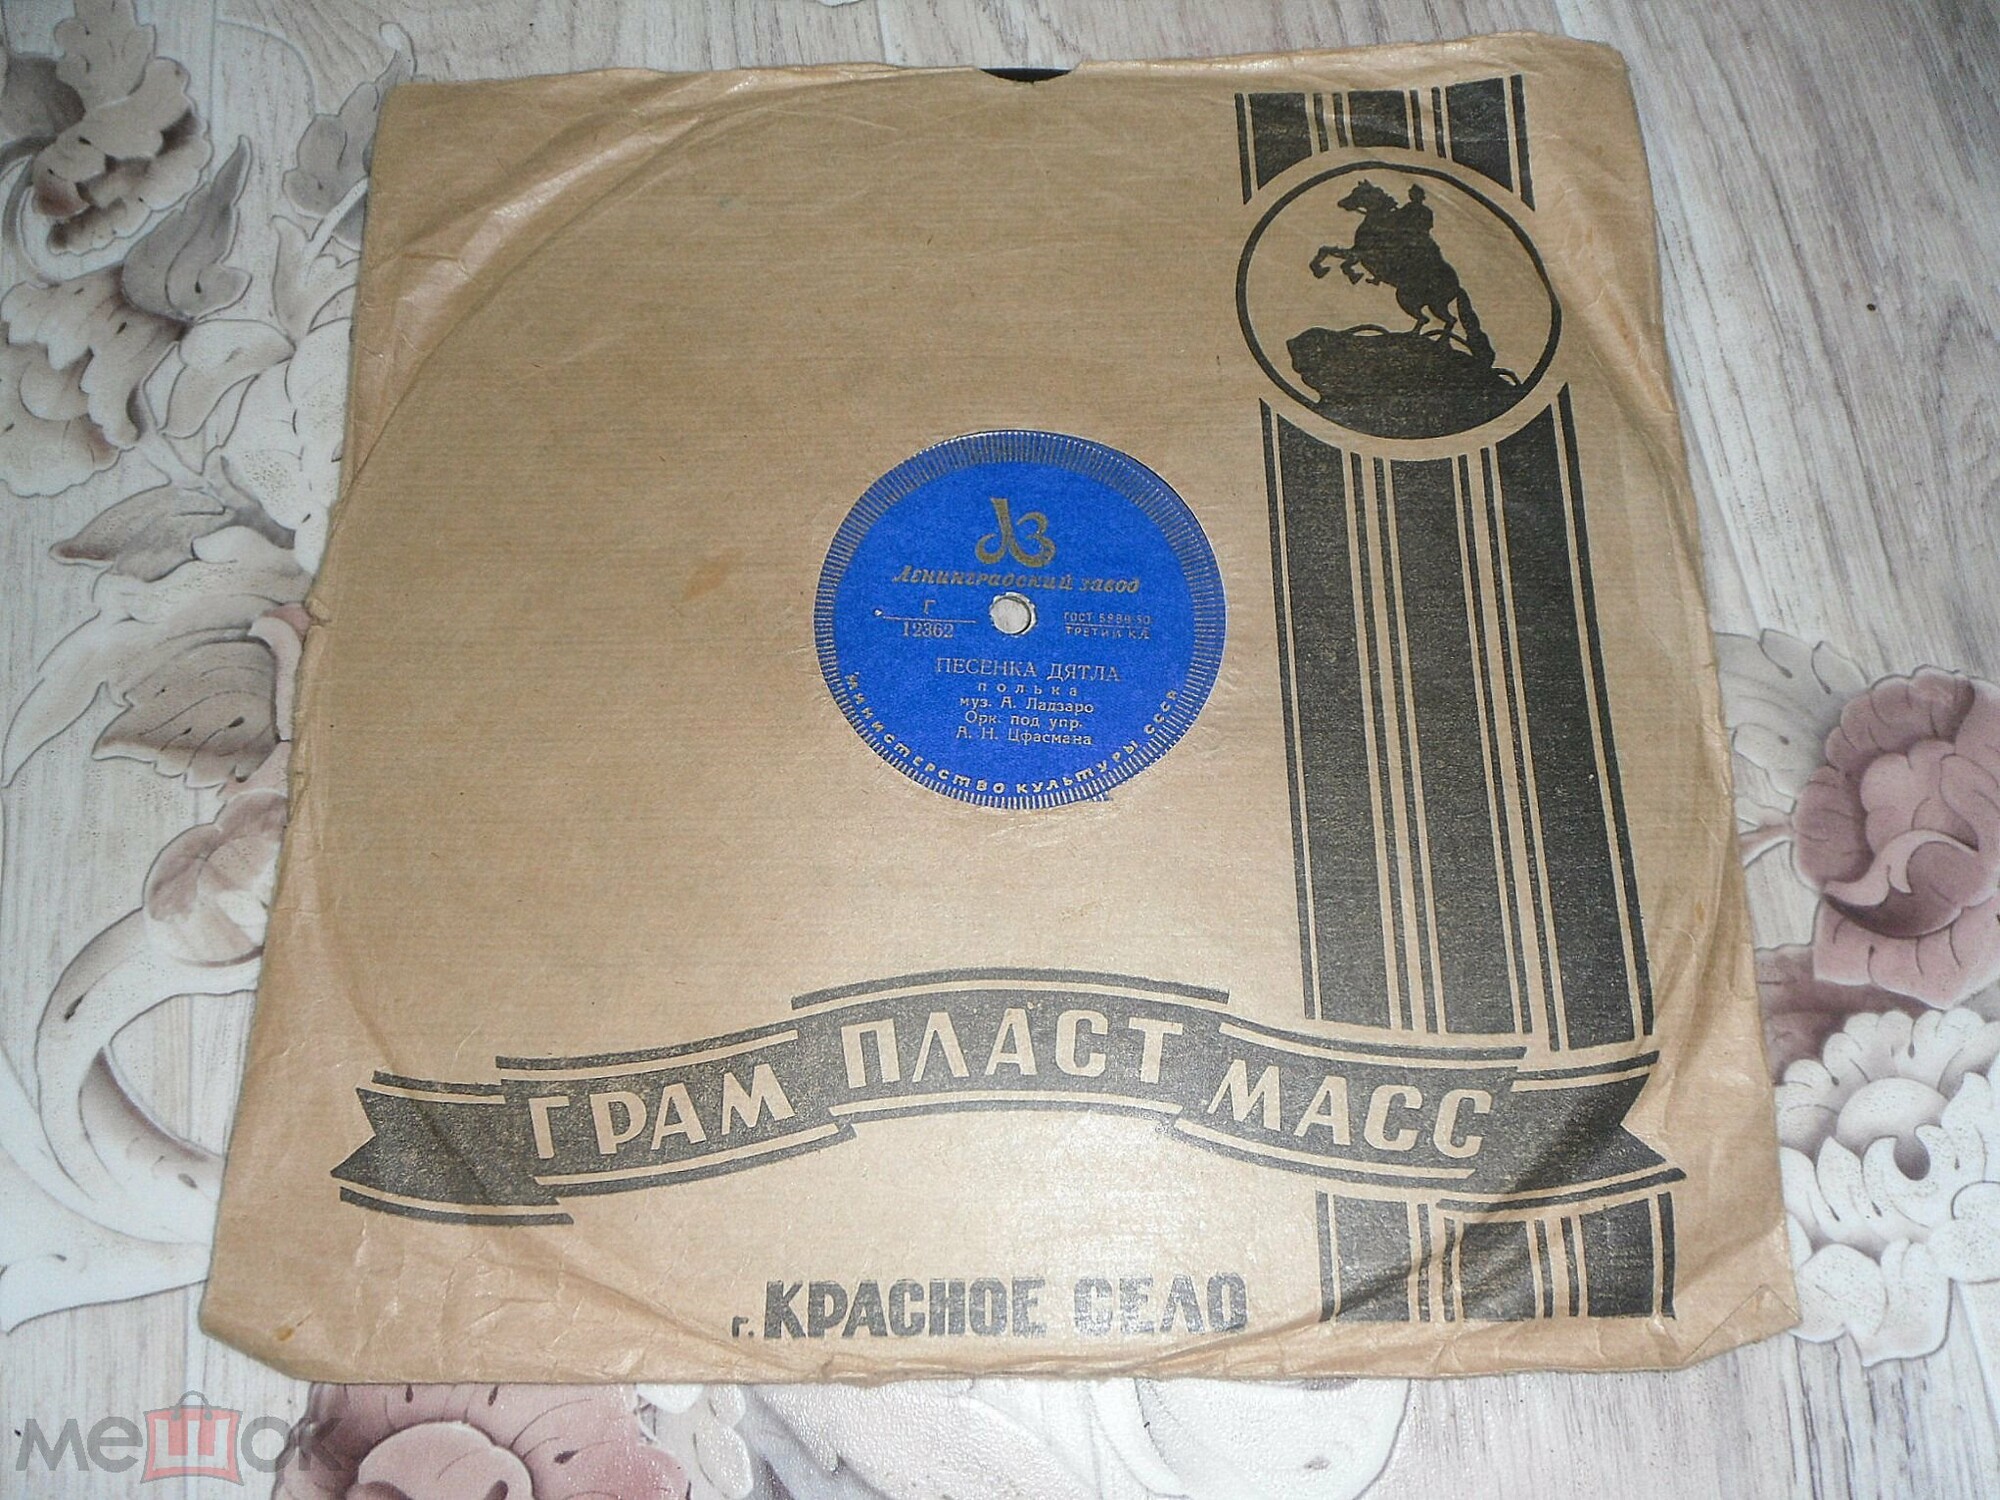 ЛЗ
Ленинградский завод
Г
12362
ГОСТ 5289-50
ТРЕТИЙ КЛ.
ПЕСЕНКА ДЯТЛА
полька
муз. А. Ладзаро
Орк. под упр.
А. Н. Цфасмана
МИНИСТЕРСТВО КУЛЬТУРЫ СССР
ГРАМ ПЛАСТ МАСС
г. КРАСНОЕ СЕЛО
мешок